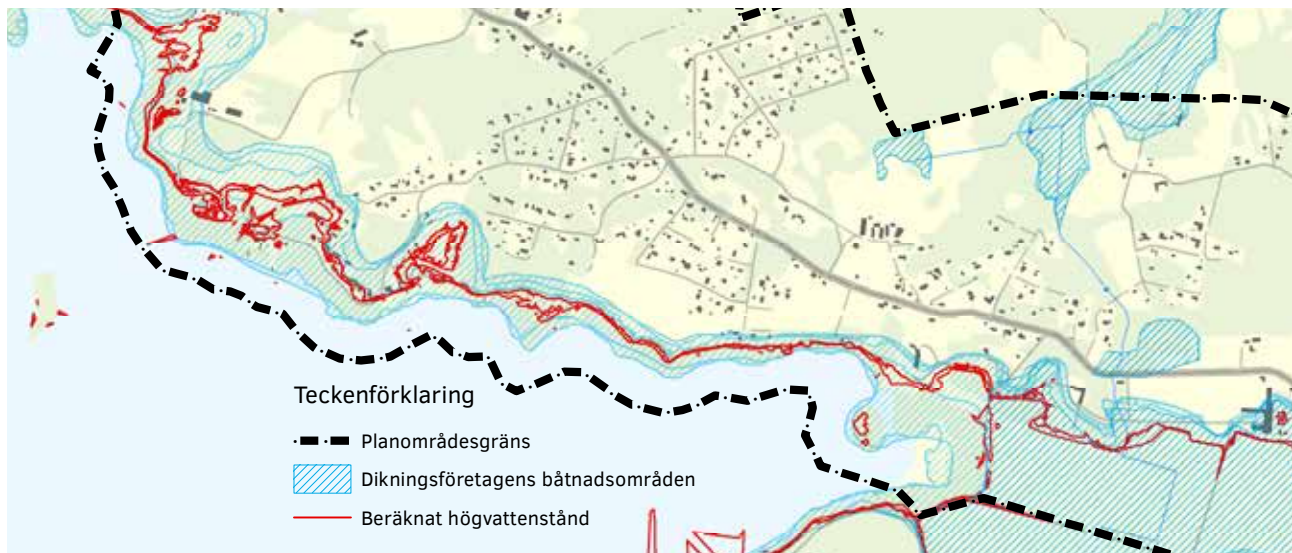 Teckenförklaring
Planområdesgräns
Dikningsföretagens båtnadsområden
Beräknat högvattenstånd